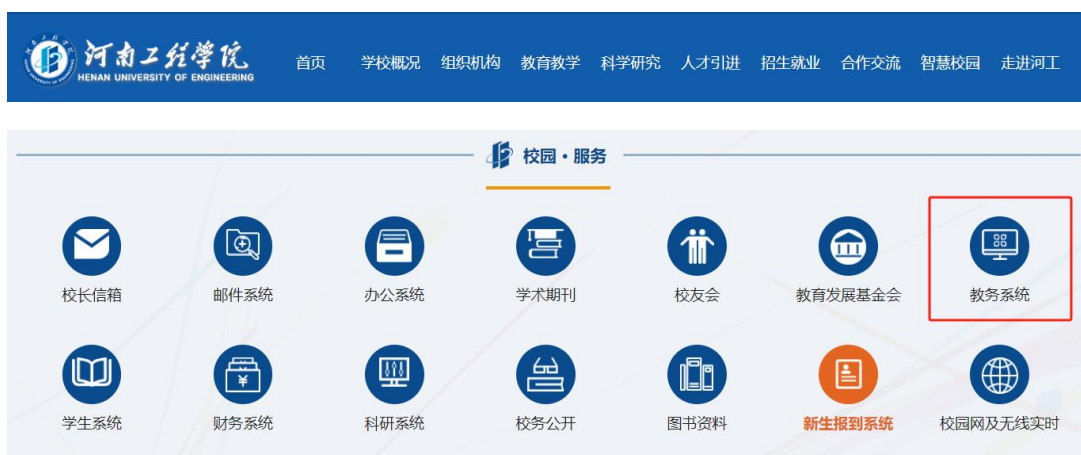 河南工程学院
HENAN UNIVERSITY OF ENGINEERING
首页 学校概况 组织机构 教育教学 科学研究 人才引进 招生就业 合作交流 智慧校园 走进河工
校园·服务
校长信箱 邮件系统 办公系统 学术期刊 校友会 教育发展基金会 教务系统
学生系统 财务系统 科研系统 校务公开 图书资料 新生报到系统 校园网及无线实时